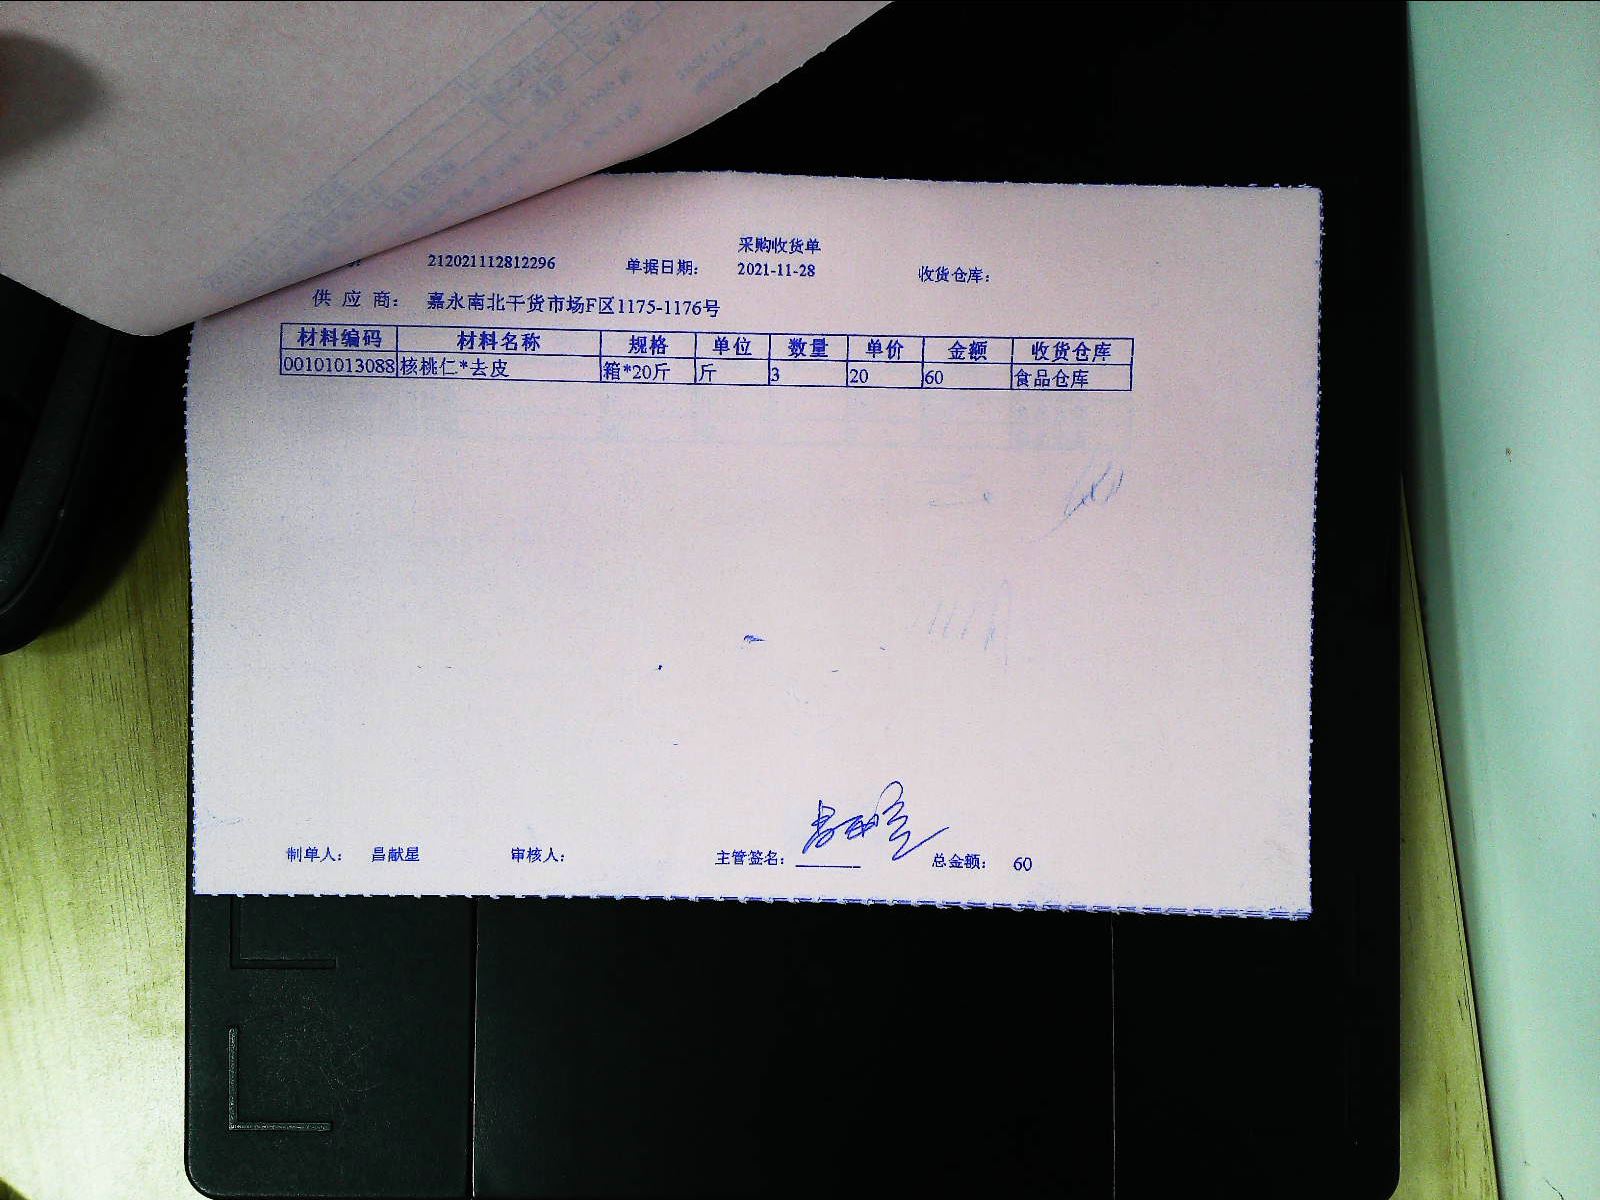 采购收货单
212021112812296 单据日期： 2021-11-28 收货仓库：
供 应 商： 嘉永南北干货市场F区1175-1176号
材料编码 材料名称 规格 单位 数量 单价 金额 收货仓库
00101013088 核桃仁*去皮 箱*20斤 斤 3 20 60 食品仓库
制单人： 昌献星 审核人： 主管签名： 总金额： 60